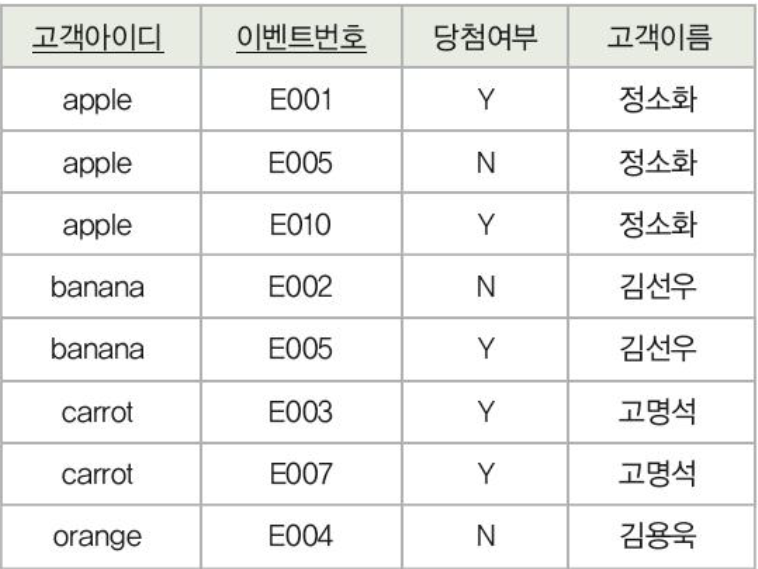 고객아이디 이벤트번호 당첨여부 고객이름
apple E001 Y 정소화
apple E005 N 정소화
apple E010 Y 정소화
banana E002 N 김선우
banana E005 Y 김선우
carrot E003 Y 고명석
carrot E007 Y 고명석
orange E004 N 김용욱